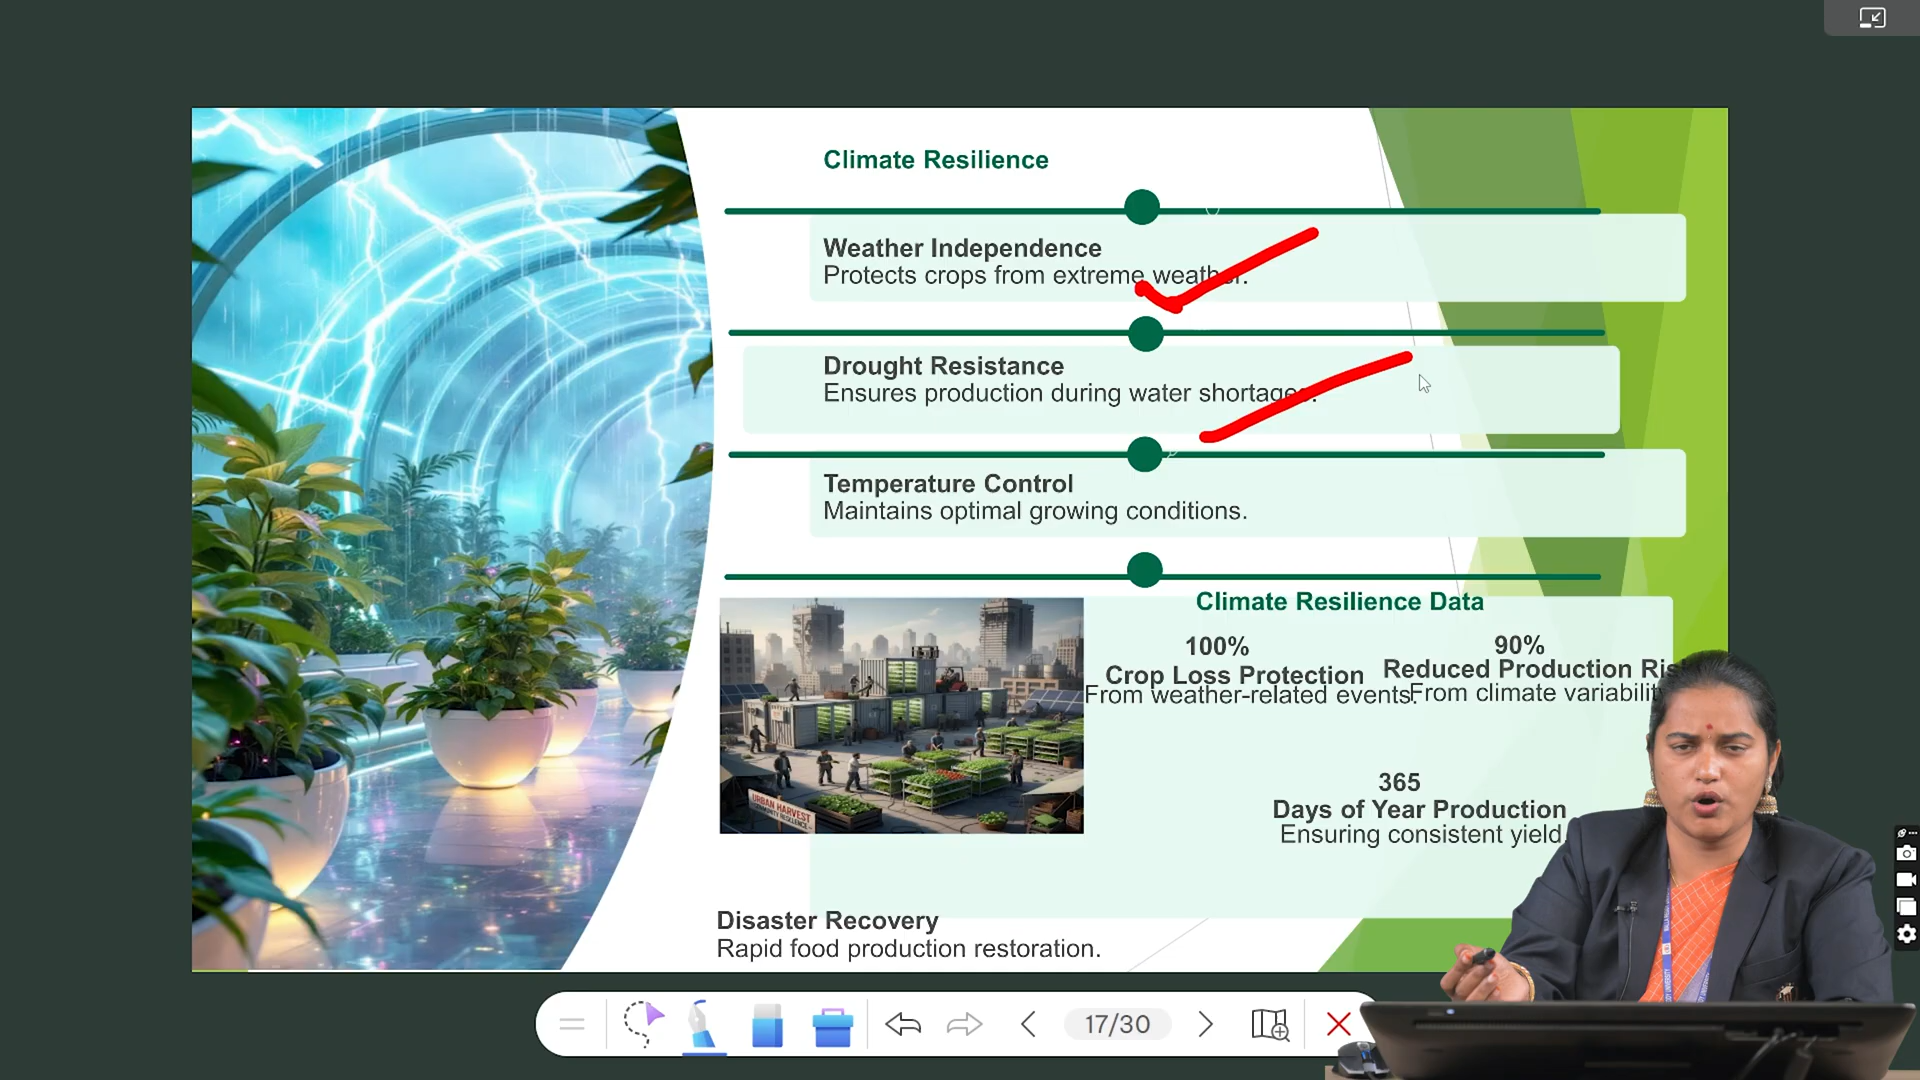 Climate Resilience
Weather Independence
Protects crops from extreme weather.
Drought Resistance
Ensures production during water shortages.
Temperature Control
Maintains optimal growing conditions.
Climate Resilience Data
100%
Crop Loss Protection
From weather-related events.
90%
Reduced Production Ris
From climate variabilit
365
Days of Year Production
Ensuring consistent yield
URBAN HARVEST
Disaster Recovery
Rapid food production restoration.
17/30